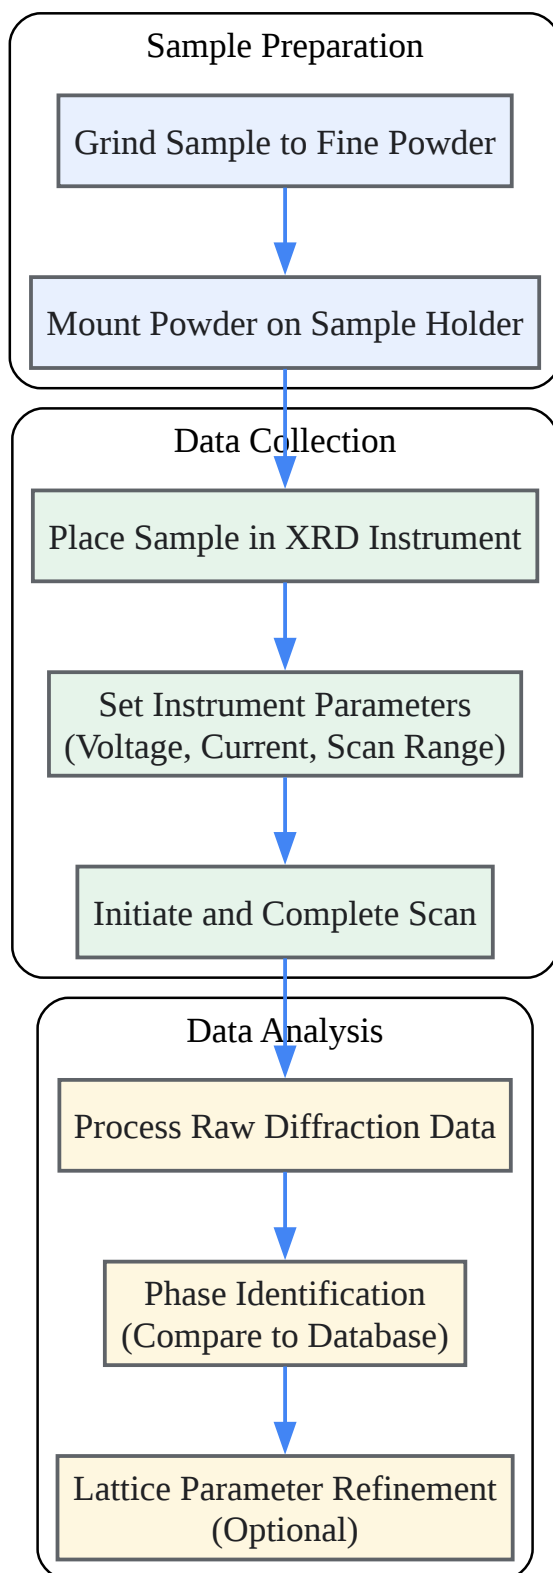 Sample Preparation
Grind Sample to Fine Powder
Mount Powder on Sample Holder
Data Collection
Place Sample in XRD Instrument
Set Instrument Parameters
(Voltage, Current, Scan Range)
Initiate and Complete Scan
Data Analysis
Process Raw Diffraction Data
Phase Identification
(Compare to Database)
Lattice Parameter Refinement
(Optional)